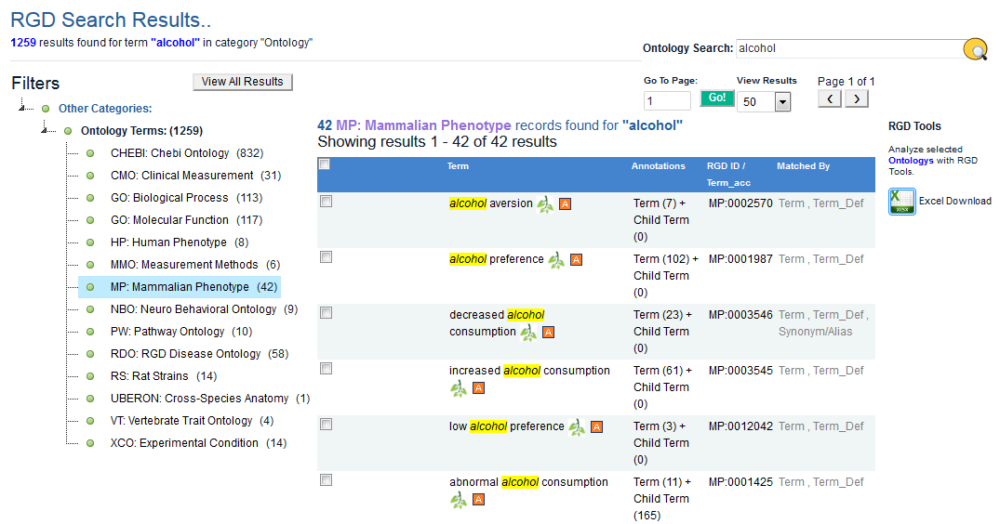 RGD Search Results..
1259 results found for term "alcohol" in category "Ontology"
Ontology Search: alcohol
Filters
View All Results
Go To Page:
1
Go!
View Results
50
Page 1 of 1
<
>
Other Categories:
Ontology Terms: (1259)
CHEBI: Chebi Ontology (832)
CMO: Clinical Measurement (31)
GO: Biological Process (113)
GO: Molecular Function (117)
HP: Human Phenotype (8)
MMO: Measurement Methods (6)
MP: Mammalian Phenotype (42)
NBO: Neuro Behavioral Ontology (9)
PW: Pathway Ontology (10)
RDO: RGD Disease Ontology (58)
RS: Rat Strains (14)
UBERON: Cross-Species Anatomy (1)
VT: Vertebrate Trait Ontology (4)
XCO: Experimental Condition (14)
42 MP: Mammalian Phenotype records found for "alcohol"
Showing results 1 - 42 of 42 results
Term
Annotations
RGD ID /
Term_acc
Matched By
alcohol aversion A
Term (7) +
Child Term
(0)
MP:0002570
Term , Term_Def
alcohol preference A
Term (102) +
Child Term
(0)
MP:0001987
Term , Term_Def
decreased alcohol
consumption A
Term (23) +
Child Term
(0)
MP:0003546
Term , Term_Def ,
Synonym/Alias
increased alcohol consumption
A
Term (61) +
Child Term
(0)
MP:0003545
Term , Term_Def
low alcohol preference A
Term (3) +
Child Term
(0)
MP:0012042
Term , Term_Def
abnormal alcohol consumption
A
Term (11) +
Child Term
(165)
MP:0001425
Term , Term_Def
RGD Tools
Analyze selected
Ontologys with RGD
Tools.
X
XLSX
Excel Download